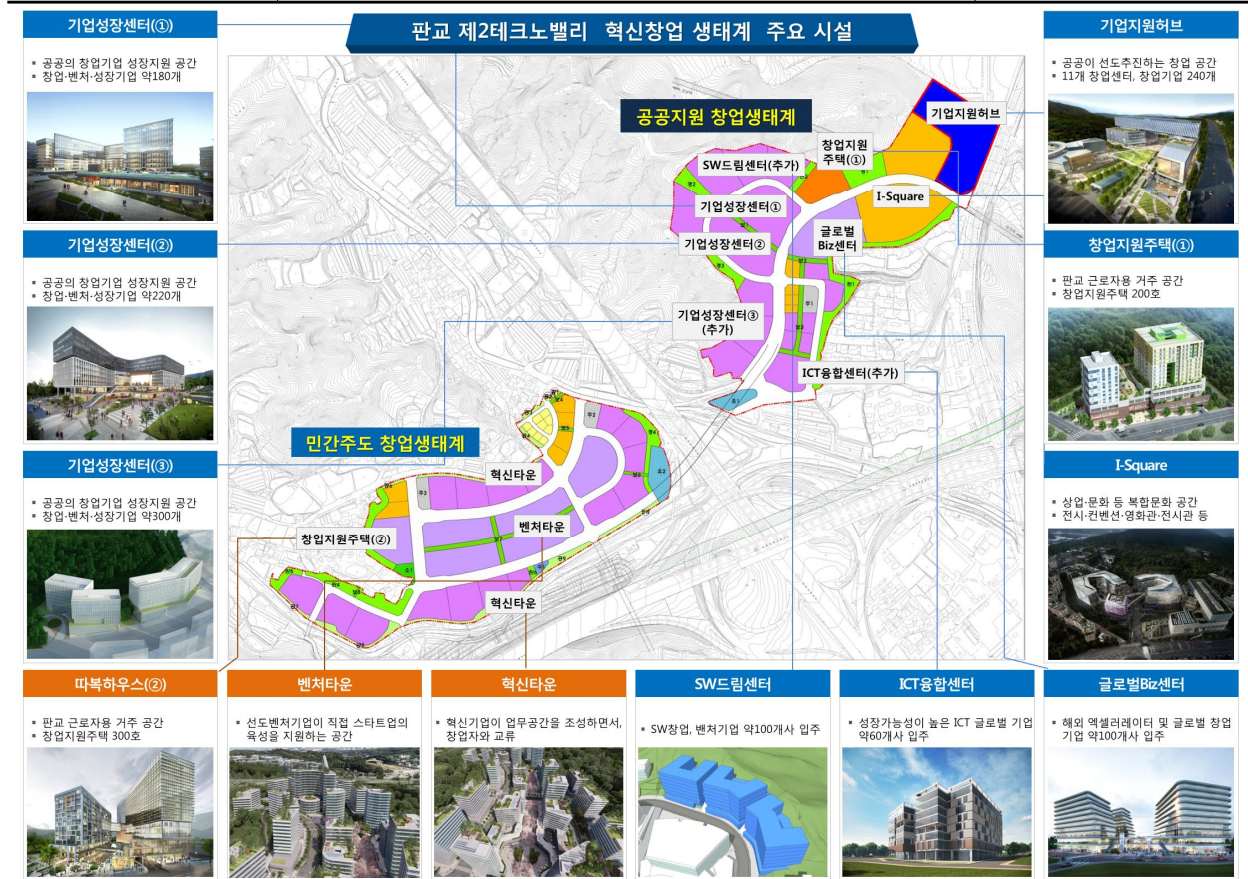 판교 제2테크노밸리 혁신창업 생태계 주요 시설
기업성장센터(①)
▪ 공공의 창업기업 성장지원 공간
▪ 창업·벤처·성장기업 약180개
기업성장센터(②)
▪ 공공의 창업기업 성장지원 공간
▪ 창업·벤처·성장기업 약220개
기업성장센터(③)
▪ 공공의 창업기업 성장지원 공간
▪ 창업·벤처·성장기업 약300개
공공지원 창업생태계
기업지원허브
창업지원
주택(①)
SW드림센터(추가)
I-Square
기업성장센터①
글로벌
Biz센터
기업성장센터②
기업성장센터③
(추가)
ICT융합센터(추가)
민간주도 창업생태계
혁신타운
벤처타운
창업지원주택(②)
혁신타운
기업지원허브
▪ 공공이 선도추진하는 창업 공간
▪ 11개 창업센터, 창업기업 240개
창업지원주택(①)
▪ 판교 근로자용 거주 공간
▪ 창업지원주택 200호
I-Square
▪ 상업·문화 등 복합문화 공간
▪ 전시·컨벤션·영화관·전시관 등
따복하우스(②)
▪ 판교 근로자용 거주 공간
▪ 창업지원주택 300호
벤처타운
▪ 선도벤처기업이 직접 스타트업의
육성을 지원하는 공간
혁신타운
▪ 혁신기업이 업무공간을 조성하면서,
창업자와 교류
SW드림센터
▪ SW창업, 밴처기업 약100개사 입주
ICT융합센터
▪ 성장가능성이 높은 ICT 글로벌 기업
약60개사 입주
글로벌Biz센터
▪ 해외 엑셀러레이터 및 글로벌 창업
기업 약100개사 입주